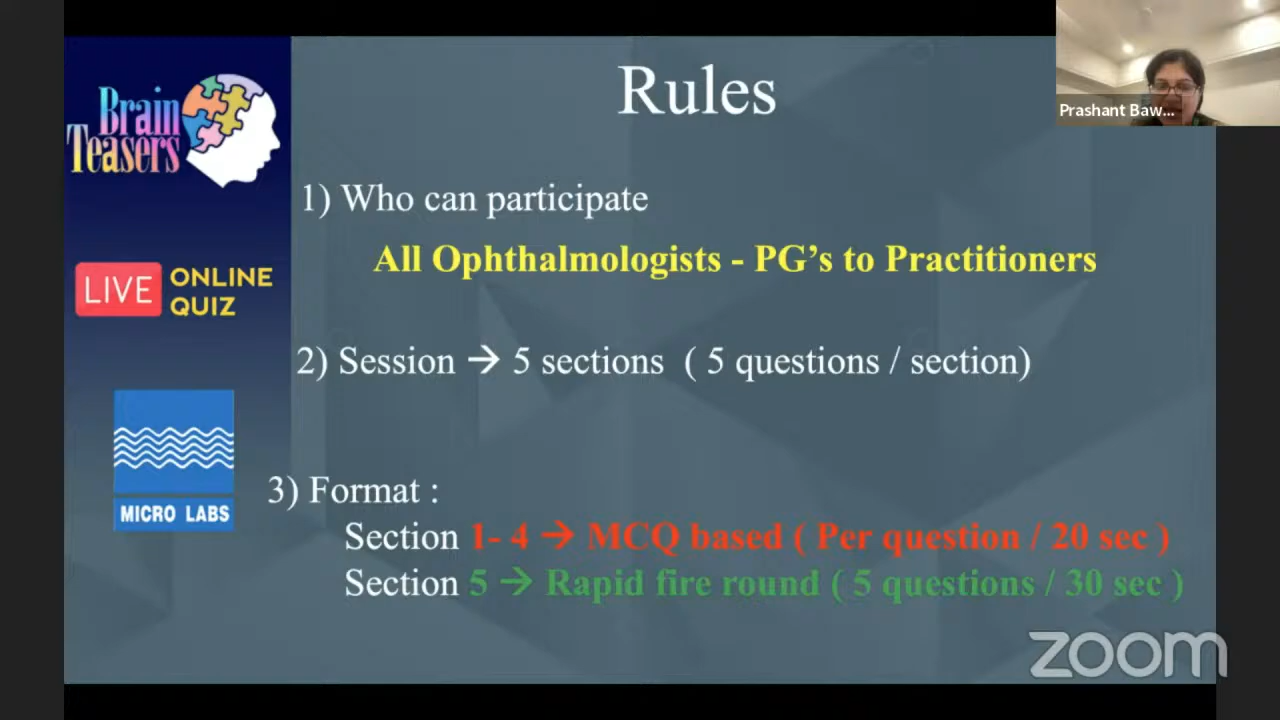 Rules
Prashant Baw...
Brain
Teasers
1) Who can participate
All Ophthalmologists - PG's to Practitioners
LIVE ONLINE
QUIZ
2) Session → 5 sections ( 5 questions / section)
MICRO LABS
3) Format :
Section 1- 4 → MCQ based ( Per question / 20 sec )
Section 5 → Rapid fire round ( 5 questions / 30 sec )
zoom